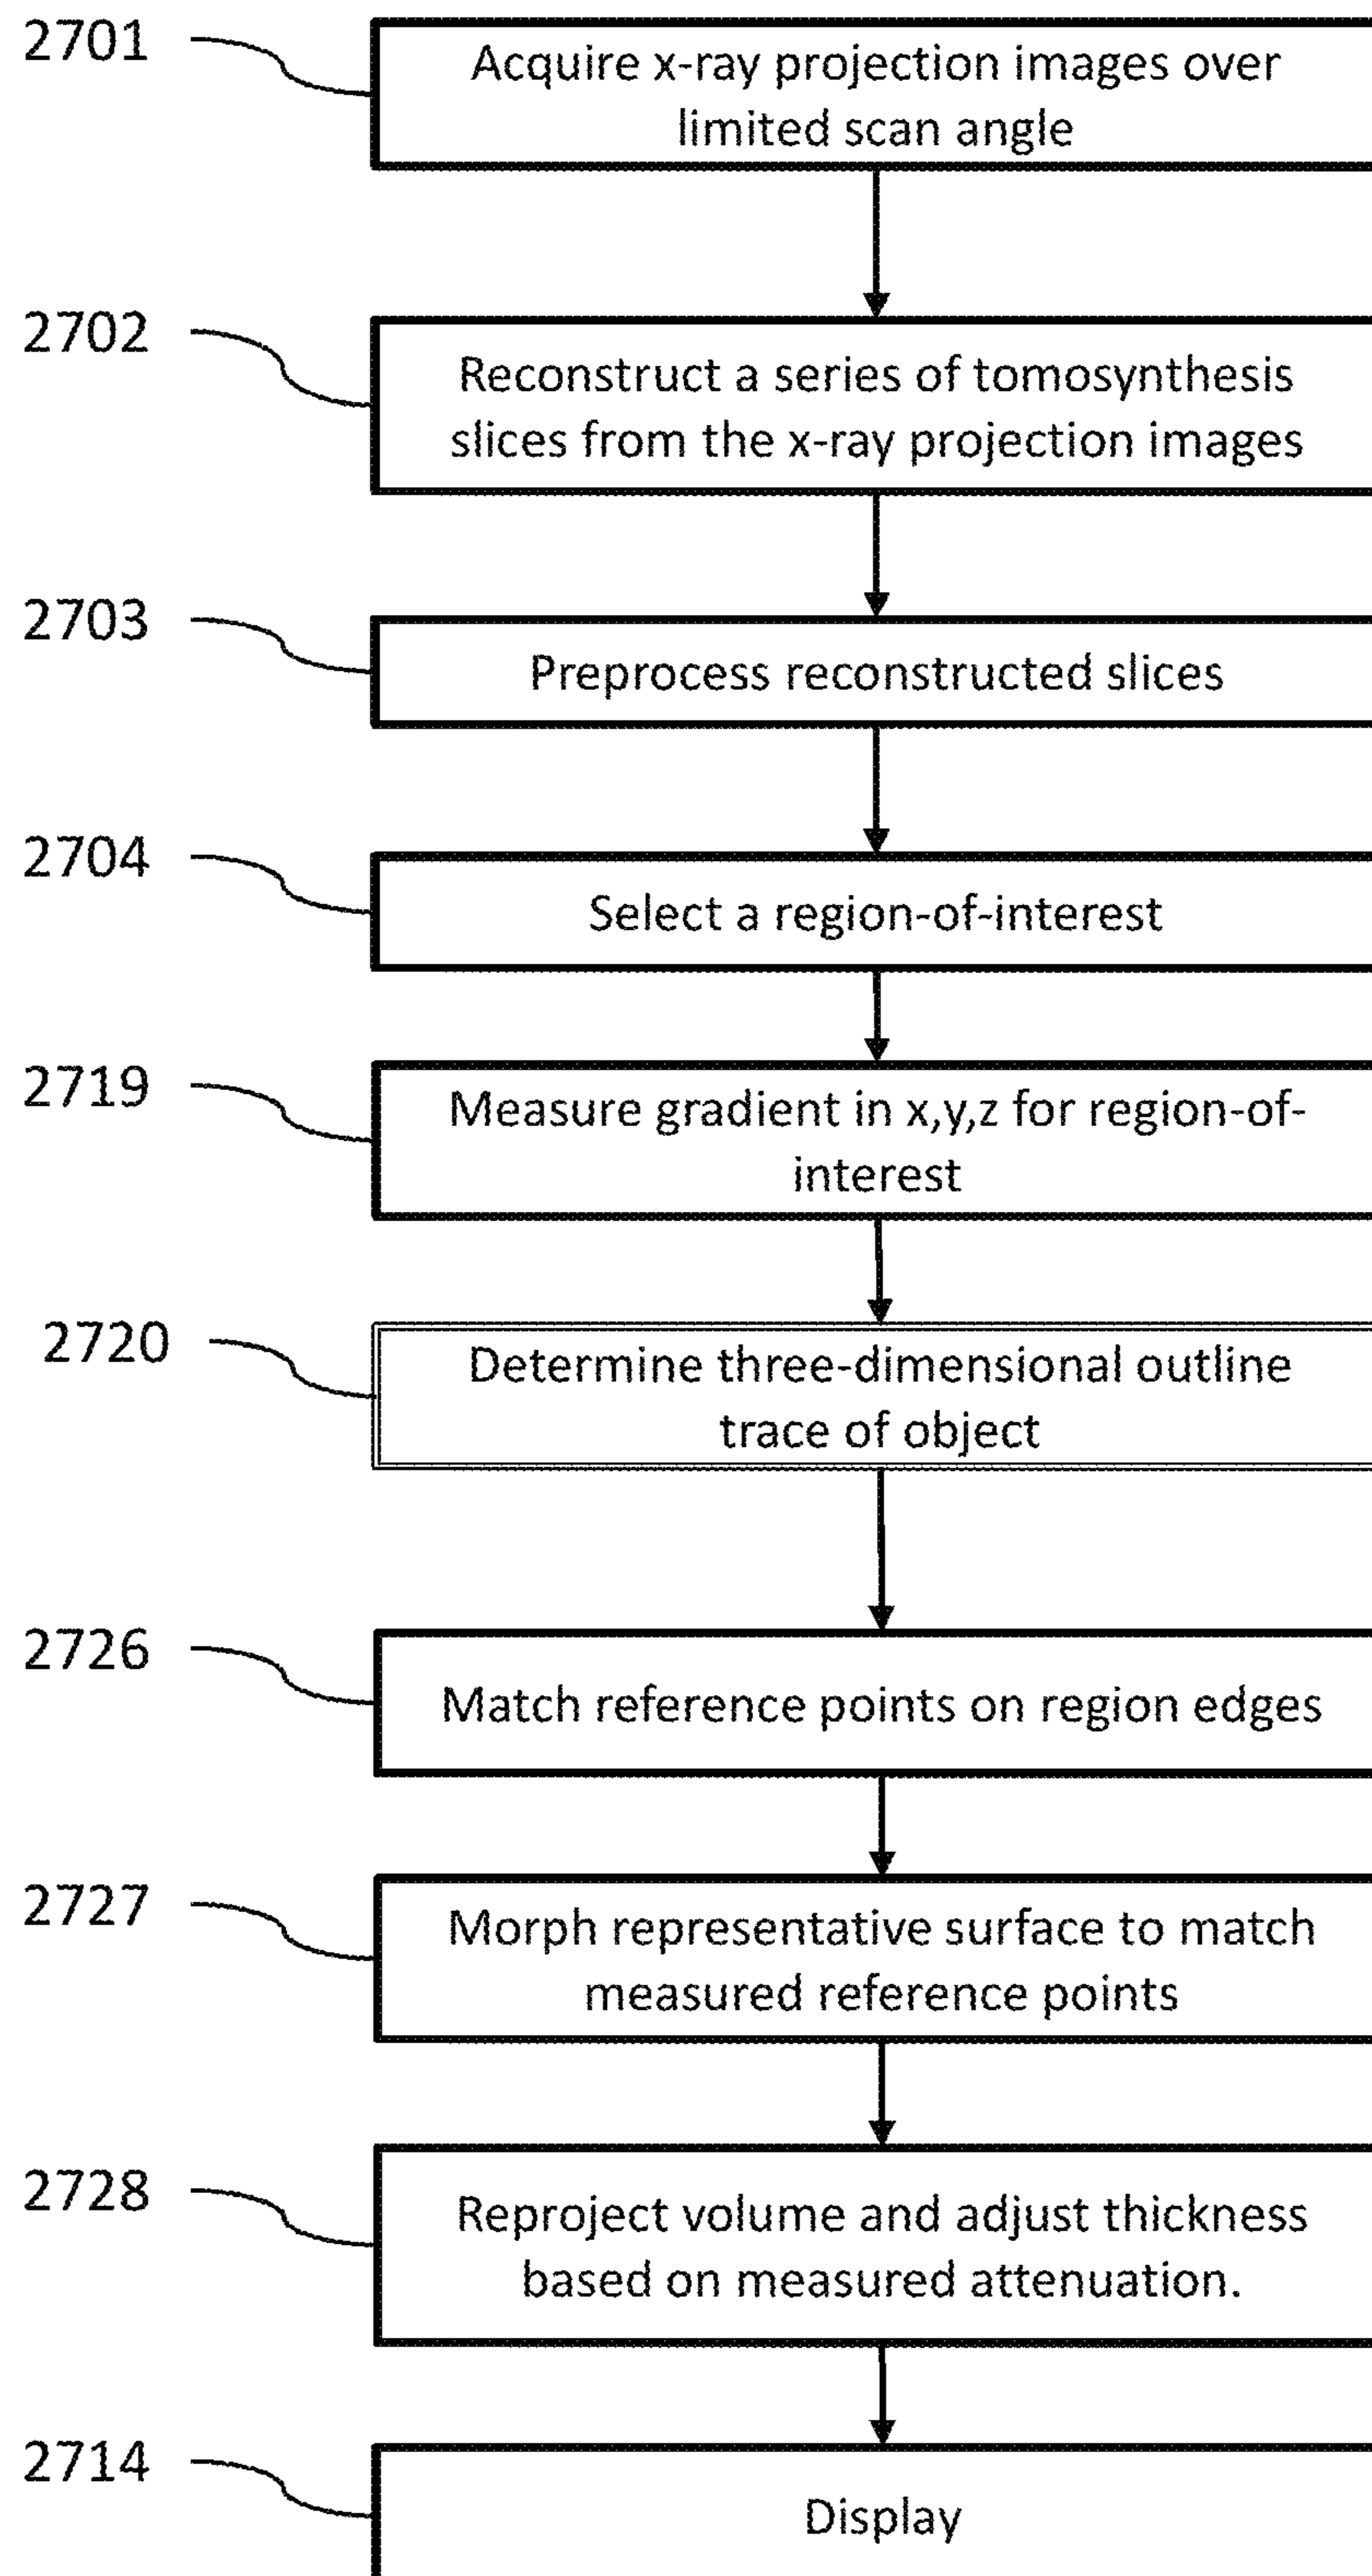 2701
Acquire x-ray projection images over
limited scan angle
2702
Reconstruct a series of tomosynthesis
slices from the x-ray projection images
2703
Preprocess reconstructed slices
2704
Select a region-of-interest
2719
Measure gradient in x,y,z for region-of-
interest
2720
Determine three-dimensional outline
trace of object
2726
Match reference points on region edges
2727
Morph representative surface to match
measured reference points
2728
Reproject volume and adjust thickness
based on measured attenuation.
2714
Display